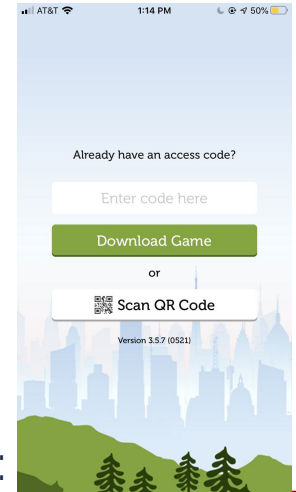 AT&T 1:14 PM 50%
Already have an access code?
Enter code here
Download Game
or
Scan QR Code
Version 3.5.7 (0521)